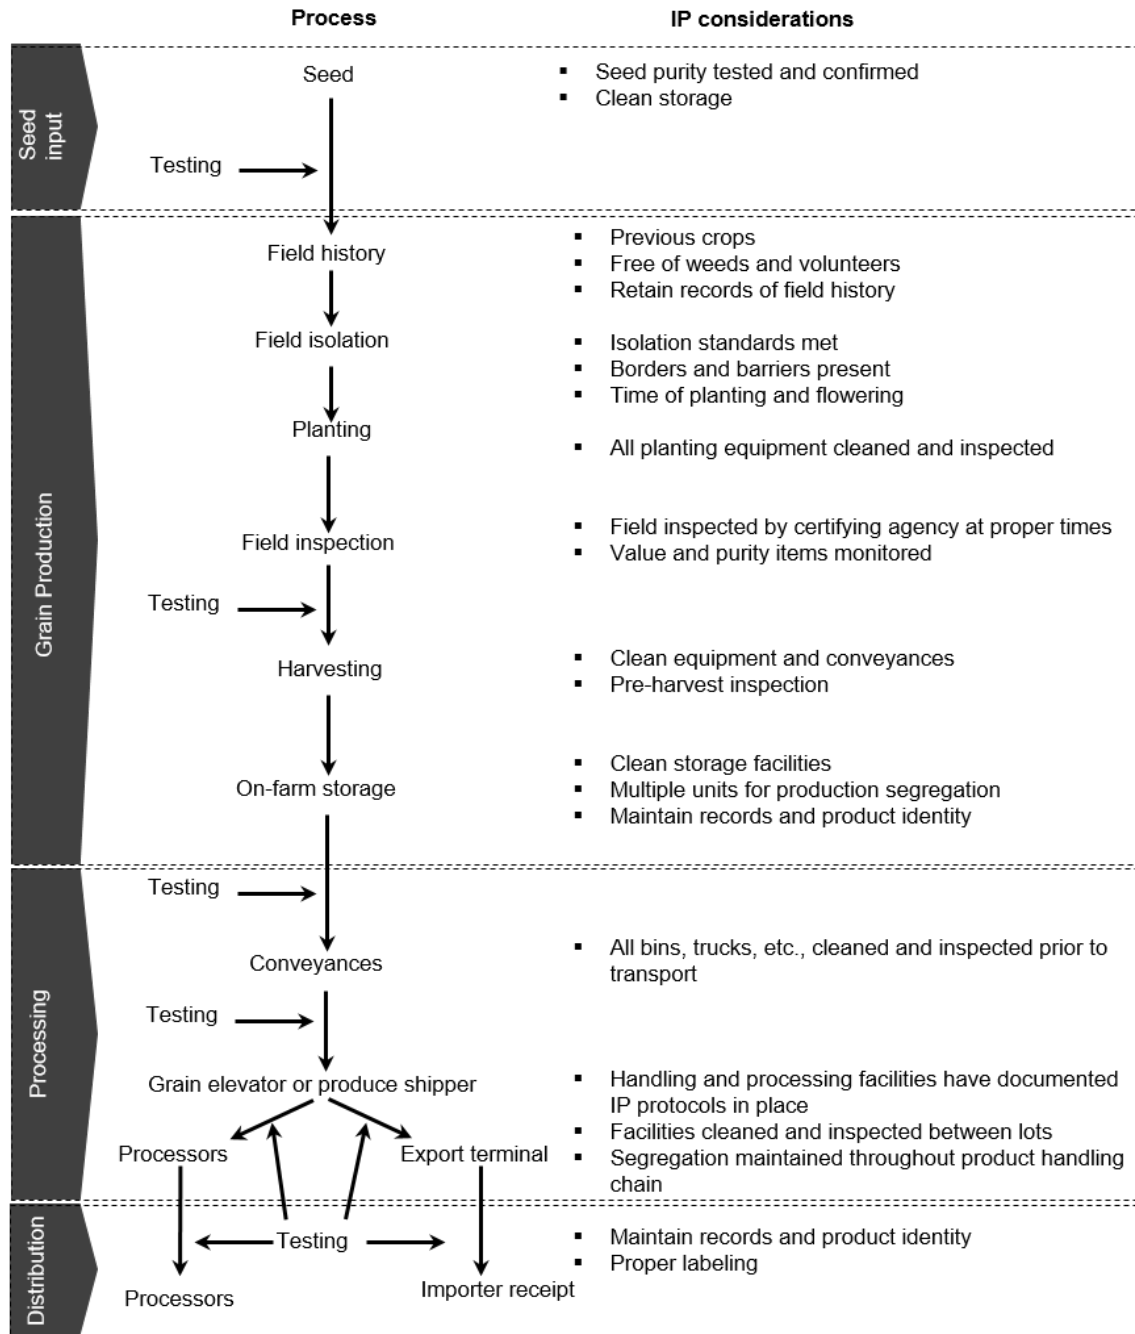 Process
IP considerations
Seed
input
Seed
▪ Seed purity tested and confirmed
▪ Clean storage
Testing
Grain Production
Field history
▪ Previous crops
▪ Free of weeds and volunteers
▪ Retain records of field history
Field isolation
▪ Isolation standards met
▪ Borders and barriers present
▪ Time of planting and flowering
Planting
▪ All planting equipment cleaned and inspected
Field inspection
▪ Field inspected by certifying agency at proper times
▪ Value and purity items monitored
Testing
Harvesting
▪ Clean equipment and conveyances
▪ Pre-harvest inspection
On-farm storage
▪ Clean storage facilities
▪ Multiple units for production segregation
▪ Maintain records and product identity
Processing
Testing
Conveyances
▪ All bins, trucks, etc., cleaned and inspected prior to
transport
Testing
Grain elevator or produce shipper
▪ Handling and processing facilities have documented
IP protocols in place
▪ Facilities cleaned and inspected between lots
▪ Segregation maintained throughout product handling
chain
Processors
Export terminal
Distribution
Testing
▪ Maintain records and product identity
▪ Proper labeling
Processors
Importer receipt